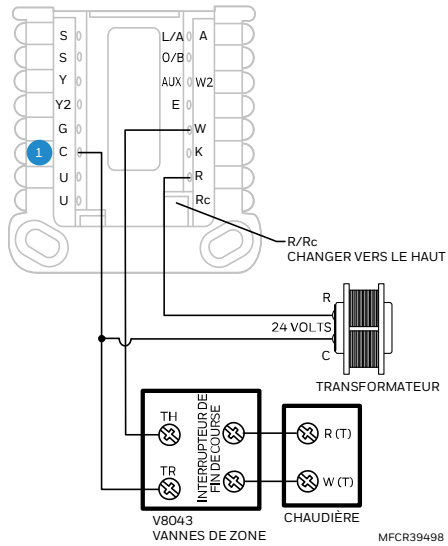 S L/A A
S O/B
Y AUX W2
Y2 E
G W
1 C K
U R
U Rc
R/Rc
CHANGER VERS LE HAUT
R
24 VOLTS
C
TRANSFORMATEUR
TH
TR
INTERRUPTEUR DE
FIN DE COURSE
R (T)
W (T)
V8043
VANNES DE ZONE
CHAUDIÈRE
MFCR39498